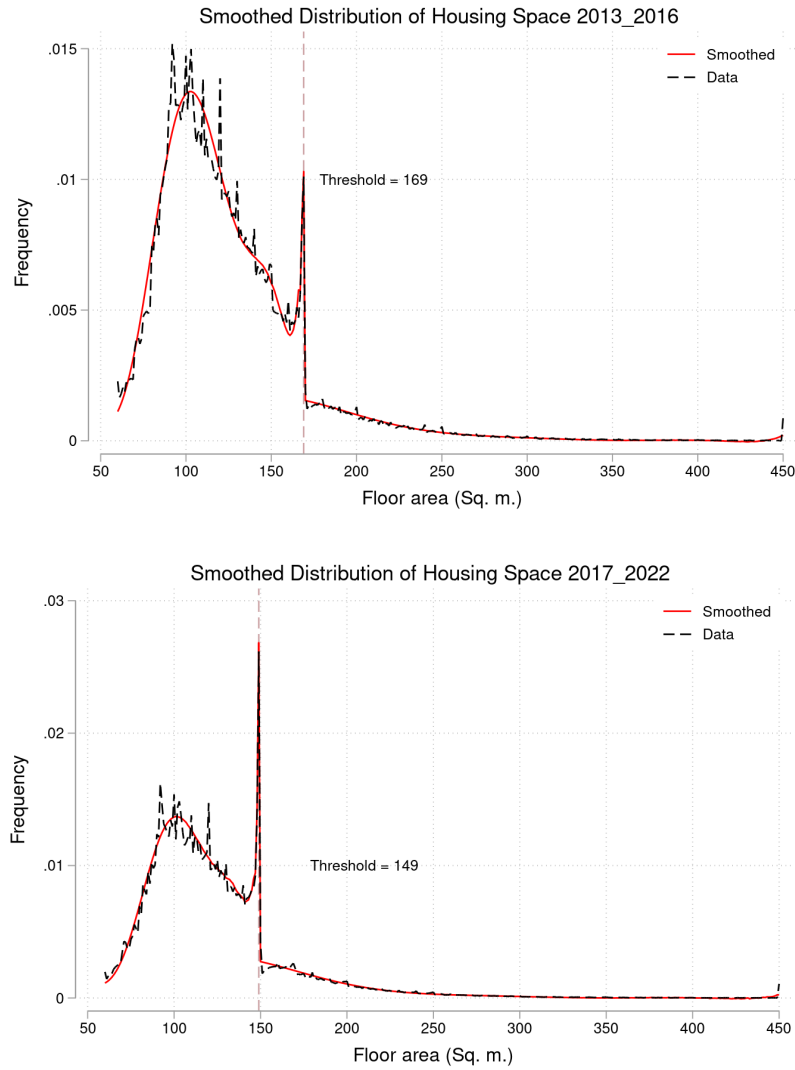 Smoothed Distribution of Housing Space 2013_2016
.015
.01
.005
0
Frequency
Smoothed
Data
Threshold = 169
50 100 150 200 250 300 350 400 450
Floor area (Sq. m.)
Smoothed Distribution of Housing Space 2017_2022
.03
.02
.01
0
Frequency
Smoothed
Data
Threshold = 149
50 100 150 200 250 300 350 400 450
Floor area (Sq. m.)